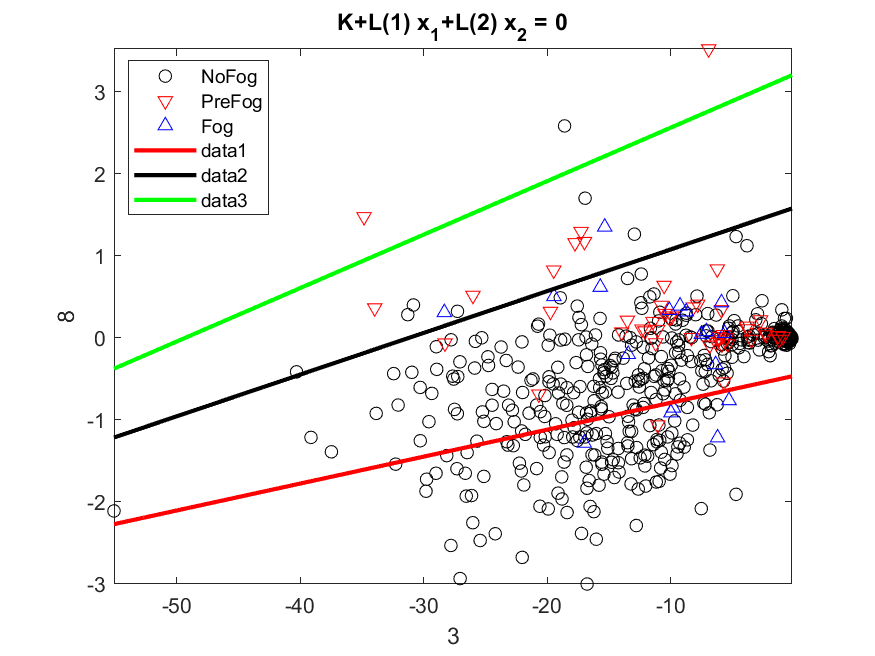 K+L(1) x1+L(2) x2 = 0
NoFog
PreFog
Fog
data1
data2
data3
8
3
2
1
0
-1
-2
-3
-50
-40
-30
-20
-10
3